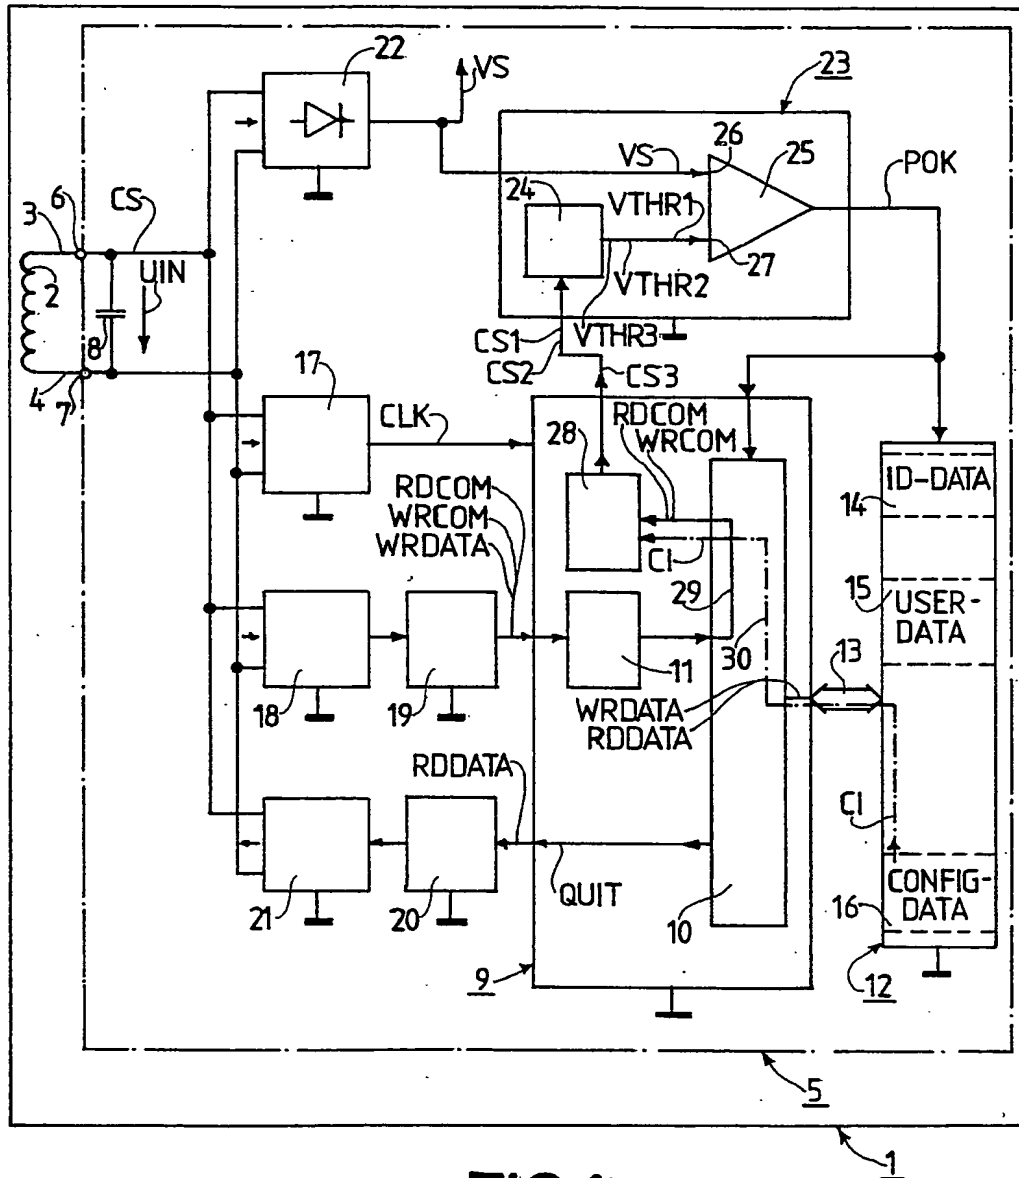 22
VS
23
26
VS
25
POK
24
VTHR1
6
CS
3
UIN
2
27
VTHR2
8
VTHR3
CS1
CS2
CS3
4
7
17
CLK
28
RDCOM
WRCOM
RDCOM
WRCOM
WRDATA
ID-DATA
14
CI
29
15
USER-
DATA
30
13
11
18
19
WRDATA
RDDATA
RDDATA
CI
QUIT
CONFIG-
DATA
16
21
20
10
9
12
5
1